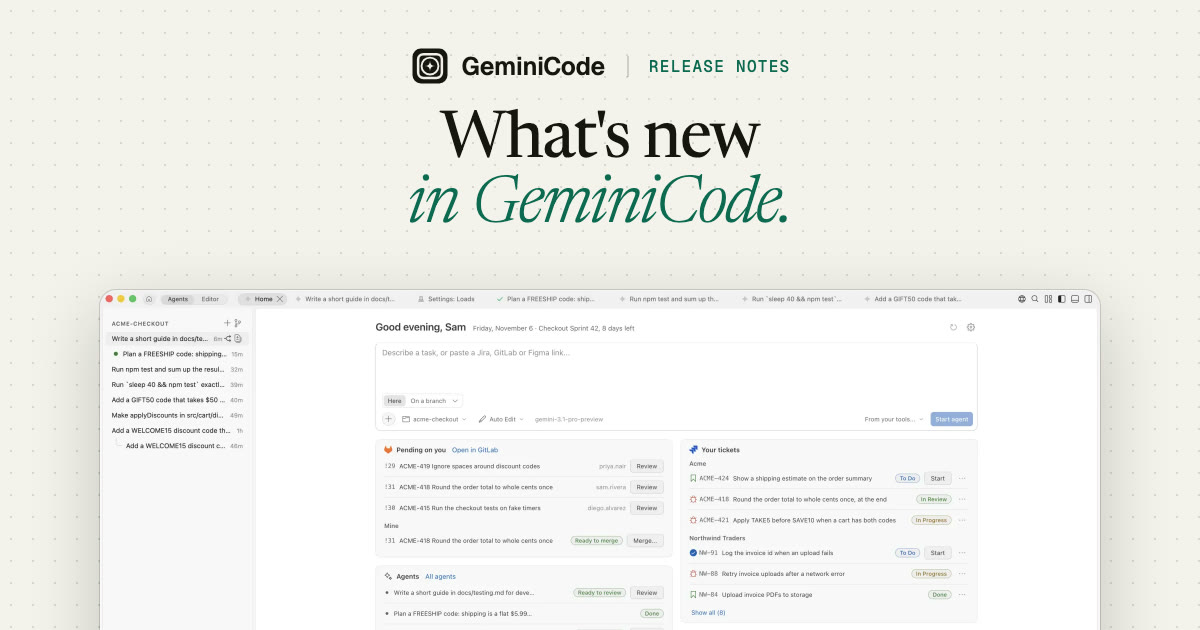 GeminiCode | RELEASE NOTES
What's new
in GeminiCode.
Agents Editor
Home
Write a short guide in docs/t...
Settings: Loads
Plan a FREESHIP code: ship...
Run npm test and sum up th...
Run `sleep 40 && npm test`...
Add a GIFT50 code that tak...
ACME-CHECKOUT
Write a short guide in docs/te... 6m
Plan a FREESHIP code: shipping... 15m
Run npm test and sum up the resul... 32m
Run `sleep 40 && npm test` exactl... 39m
Add a GIFT50 code that takes $50 ... 40m
Make applyDiscounts in src/cart/di... 49m
Add a WELCOME15 discount code th... 1h
Add a WELCOME15 discount c... 46m
Good evening, Sam Friday, November 6 · Checkout Sprint 42, 8 days left
Describe a task, or paste a Jira, GitLab or Figma link...
Here On a branch
acme-checkout Auto Edit gemini-3.1-pro-preview From your tools... Start agent
Pending on you Open in GitLab
!29 ACME-419 Ignore spaces around discount codes priya.nair Review
!31 ACME-418 Round the order total to whole cents once sam.rivera Review
!30 ACME-415 Run the checkout tests on fake timers diego.alvarez Review
Mine
!31 ACME-418 Round the order total to whole cents once Ready to merge Merge...
Agents All agents
Write a short guide in docs/testing.md for deve... Ready to review Review
Plan a FREESHIP code: shipping is a flat $5.99... Done
Your tickets
Acme
ACME-424 Show a shipping estimate on the order summary To Do Start ...
ACME-418 Round the order total to whole cents once, at the end In Review ...
ACME-421 Apply TAKE5 before SAVE10 when a cart has both codes In Progress ...
Northwind Traders
NW-91 Log the invoice id when an upload fails To Do Start ...
NW-88 Retry invoice uploads after a network error In Progress ...
NW-84 Upload invoice PDFs to storage Done ...
Show all (8)